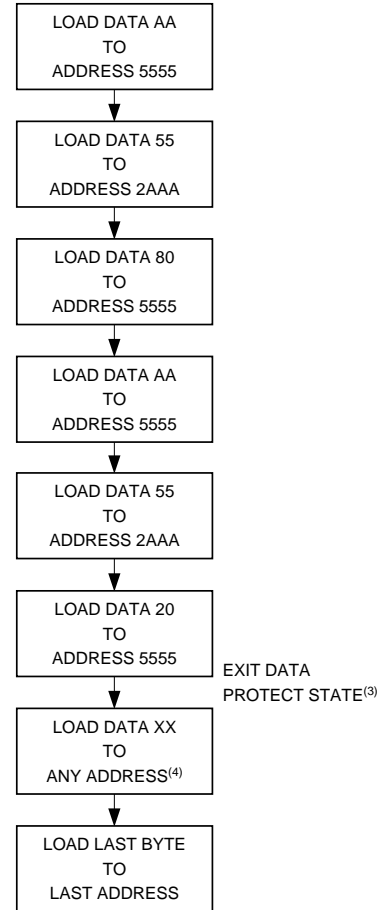 LOAD DATA AA
TO
ADDRESS 5555
LOAD DATA 55
TO
ADDRESS 2AAA
LOAD DATA 80
TO
ADDRESS 5555
LOAD DATA AA
TO
ADDRESS 5555
LOAD DATA 55
TO
ADDRESS 2AAA
LOAD DATA 20
TO
ADDRESS 5555
EXIT DATA
PROTECT STATE(3)
LOAD DATA XX
TO
ANY ADDRESS(4)
LOAD LAST BYTE
TO
LAST ADDRESS